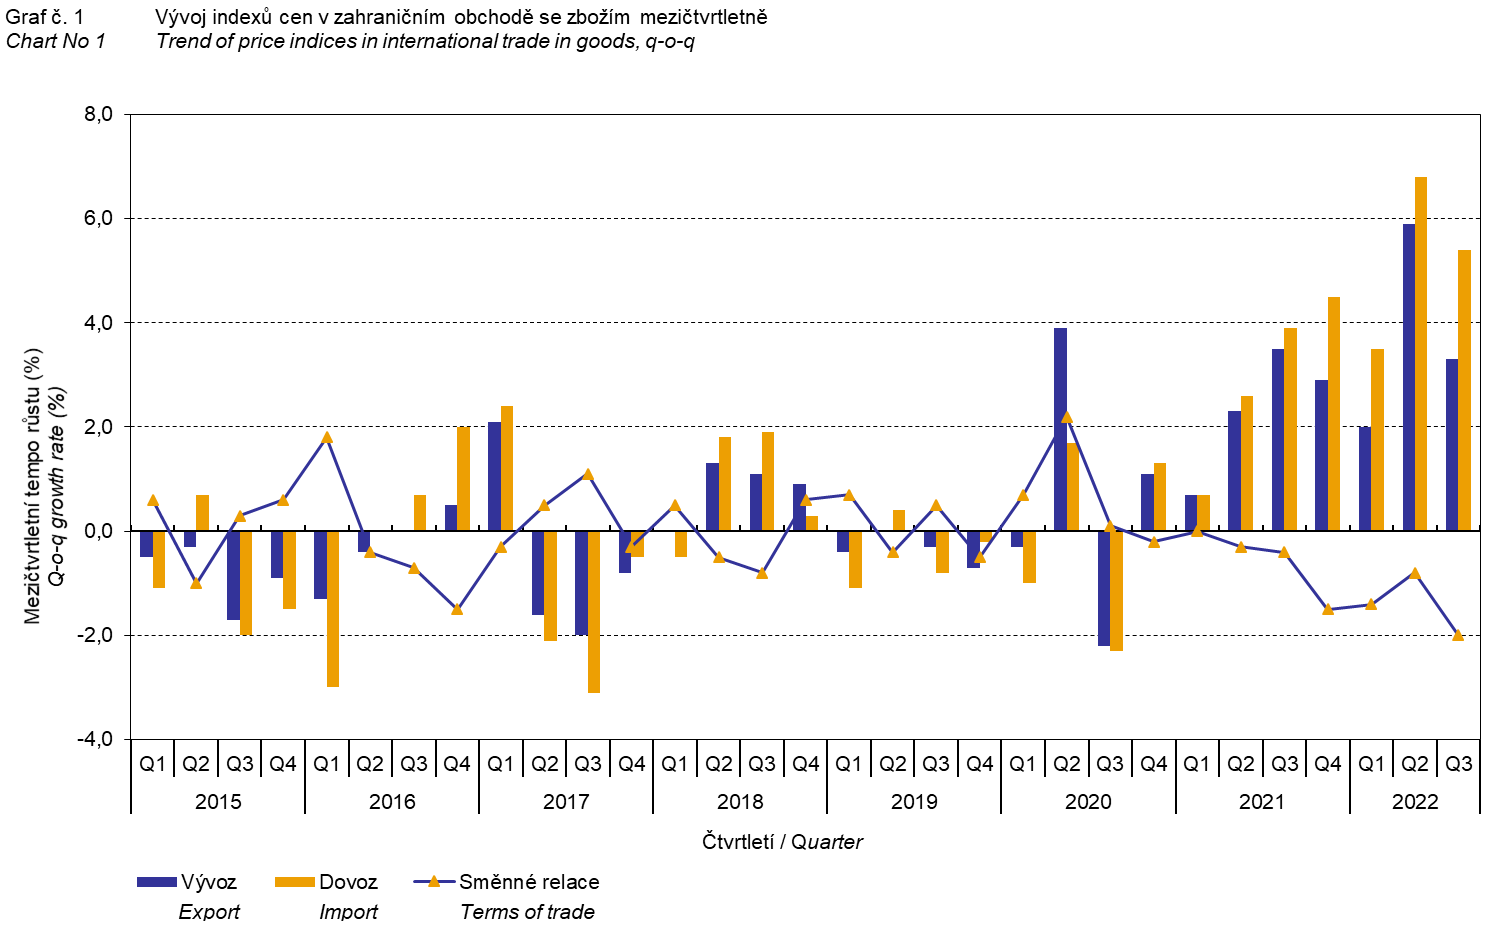 Graf č. 1 Vývoj indexů cen v zahraničním obchodě se zbožím mezičtvrtletně
Chart No 1 Trend of price indices in international trade in goods, q-o-q
8,0
6,0
4,0
2,0
0,0
-2,0
-4,0
Mezičtvrtletní tempo růstu (%)
Q-o-q growth rate (%)
Q1 Q2 Q3 Q4 Q1 Q2 Q3 Q4 Q1 Q2 Q3 Q4 Q1 Q2 Q3 Q4 Q1 Q2 Q3 Q4 Q1 Q2 Q3 Q4 Q1 Q2 Q3 Q4 Q1 Q2 Q3
2015 2016 2017 2018 2019 2020 2021 2022
Čtvrtletí / Quarter
Vývoz Dovoz Směnné relace
Export Import Terms of trade